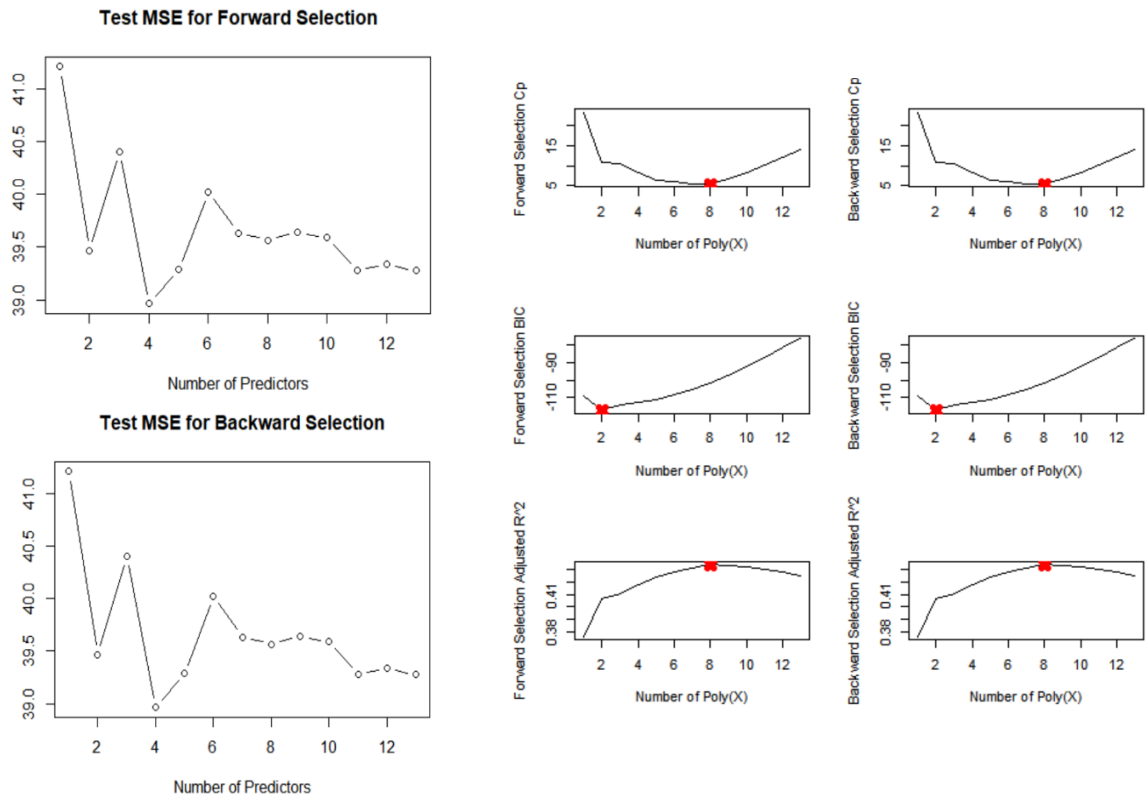 Test MSE for Forward Selection
41.0
40.5
40.0
39.5
39.0
2 4 6 8 10 12
Number of Predictors
Test MSE for Backward Selection
41.0
40.5
40.0
39.5
39.0
2 4 6 8 10 12
Number of Predictors
Forward Selection Cp
15
5
2 4 6 8 10 12
Number of Poly(X)
Backward Selection Cp
15
5
2 4 6 8 10 12
Number of Poly(X)
Forward Selection BIC
-90
-110
2 4 6 8 10 12
Number of Poly(X)
Backward Selection BIC
-90
-110
2 4 6 8 10 12
Number of Poly(X)
Forward Selection Adjusted R^2
0.41
0.38
2 4 6 8 10 12
Number of Poly(X)
Backward Selection Adjusted R^2
0.41
0.38
2 4 6 8 10 12
Number of Poly(X)